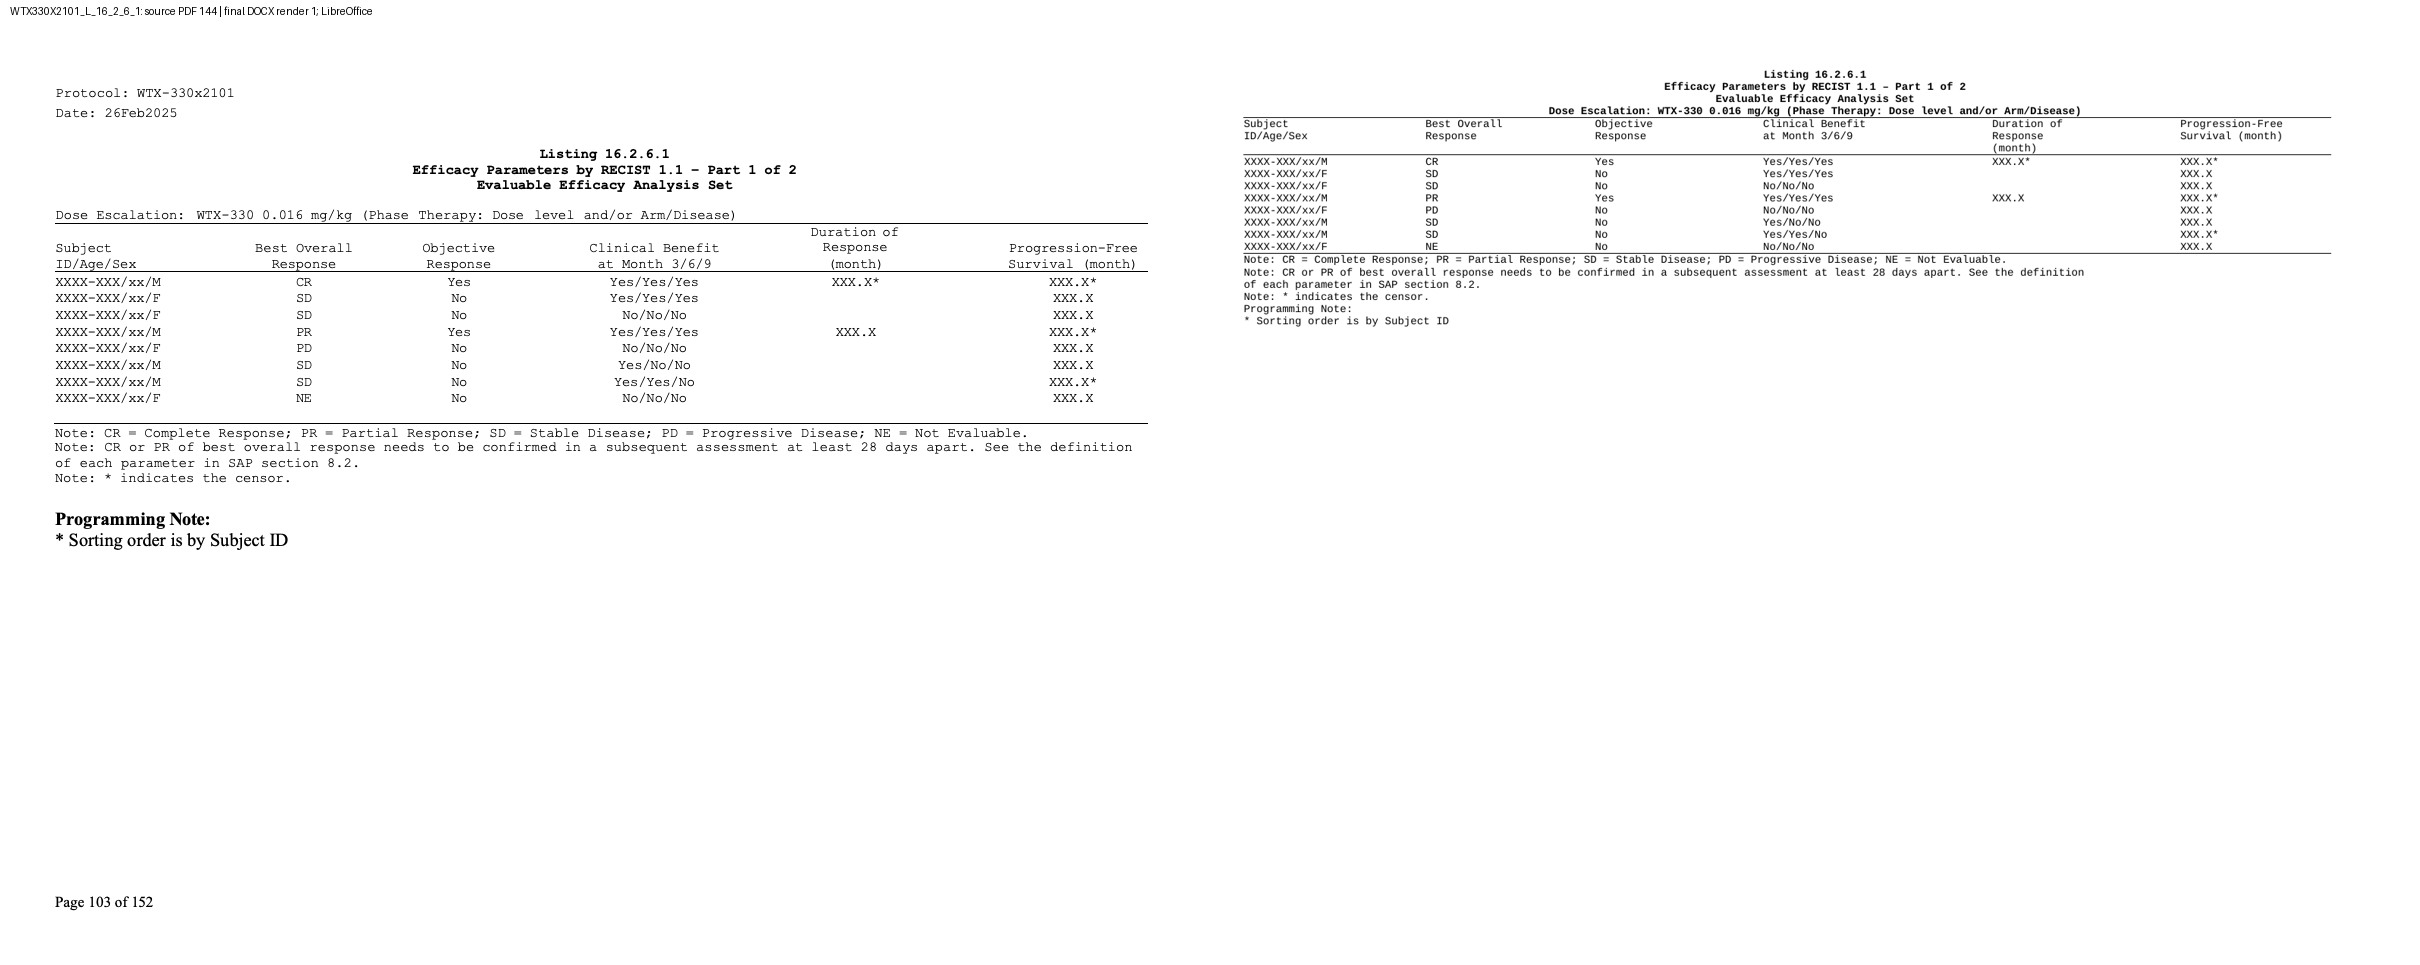 WTX330X2101_L_16_2_6_1: source PDF 144 | final DOCX render 1; LibreOffice
Protocol: WTX-330x2101
Date: 26Feb2025
Listing 16.2.6.1
Efficacy Parameters by RECIST 1.1 – Part 1 of 2
Evaluable Efficacy Analysis Set
Dose Escalation: WTX-330 0.016 mg/kg (Phase Therapy: Dose level and/or Arm/Disease)
Duration of
Subject Best Overall Objective Clinical Benefit Response Progression-Free
ID/Age/Sex Response Response at Month 3/6/9 (month) Survival (month)
XXXX-XXX/xx/M CR Yes Yes/Yes/Yes XXX.X* XXX.X*
XXXX-XXX/xx/F SD No Yes/Yes/Yes XXX.X
XXXX-XXX/xx/F SD No No/No/No XXX.X
XXXX-XXX/xx/M PR Yes Yes/Yes/Yes XXX.X XXX.X*
XXXX-XXX/xx/F PD No No/No/No XXX.X
XXXX-XXX/xx/M SD No Yes/No/No XXX.X
XXXX-XXX/xx/M SD No Yes/Yes/No XXX.X*
XXXX-XXX/xx/F NE No No/No/No XXX.X
Note: CR = Complete Response; PR = Partial Response; SD = Stable Disease; PD = Progressive Disease; NE = Not Evaluable.
Note: CR or PR of best overall response needs to be confirmed in a subsequent assessment at least 28 days apart. See the definition
of each parameter in SAP section 8.2.
Note: * indicates the censor.
Programming Note:
* Sorting order is by Subject ID
Page 103 of 152
Listing 16.2.6.1
Efficacy Parameters by RECIST 1.1 – Part 1 of 2
Evaluable Efficacy Analysis Set
Dose Escalation: WTX-330 0.016 mg/kg (Phase Therapy: Dose level and/or Arm/Disease)
Subject Best Overall Objective Clinical Benefit Duration of Progression-Free
ID/Age/Sex Response Response at Month 3/6/9 Response Survival (month)
(month)
XXXX-XXX/xx/M CR Yes Yes/Yes/Yes XXX.X* XXX.X*
XXXX-XXX/xx/F SD No Yes/Yes/Yes XXX.X
XXXX-XXX/xx/F SD No No/No/No XXX.X
XXXX-XXX/xx/M PR Yes Yes/Yes/Yes XXX.X XXX.X*
XXXX-XXX/xx/F PD No No/No/No XXX.X
XXXX-XXX/xx/M SD No Yes/No/No XXX.X
XXXX-XXX/xx/M SD No Yes/Yes/No XXX.X*
XXXX-XXX/xx/F NE No No/No/No XXX.X
Note: CR = Complete Response; PR = Partial Response; SD = Stable Disease; PD = Progressive Disease; NE = Not Evaluable.
Note: CR or PR of best overall response needs to be confirmed in a subsequent assessment at least 28 days apart. See the definition
of each parameter in SAP section 8.2.
Note: * indicates the censor.
Programming Note:
* Sorting order is by Subject ID